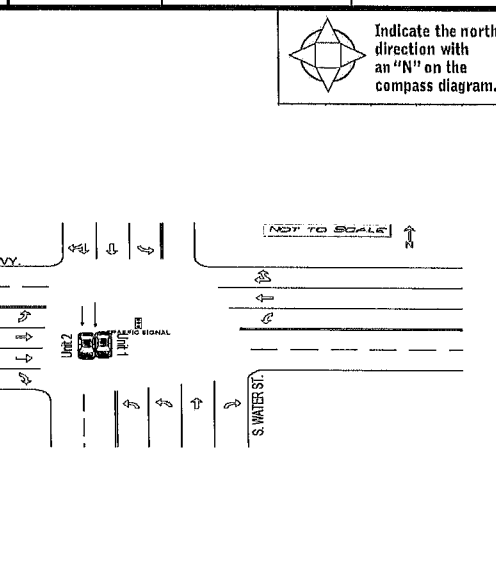 Indicate the north
direction with
an "N" on the
compass diagram.
NOT TO SCALE
N
WY.
TRAFFIC SIGNAL
Unit 2
Unit 1
S. WATER ST.